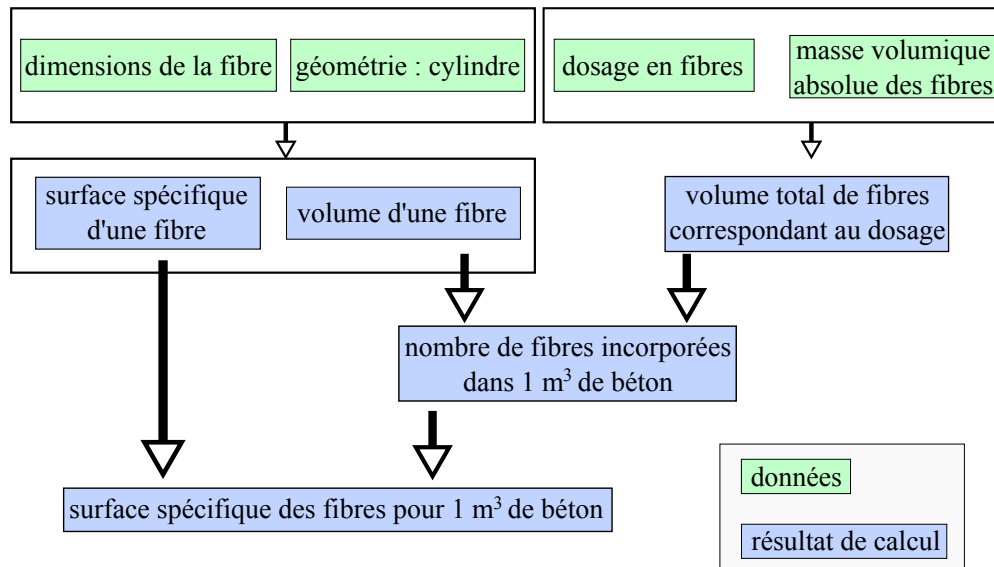 dimensions de la fibre
géométrie : cylindre
dosage en fibres
masse volumique
absolue des fibres
surface spécifique
d'une fibre
volume d'une fibre
volume total de fibres
correspondant au dosage
nombre de fibres incorporées
dans 1 m³ de béton
surface spécifique des fibres pour 1 m³ de béton
données
résultat de calcul